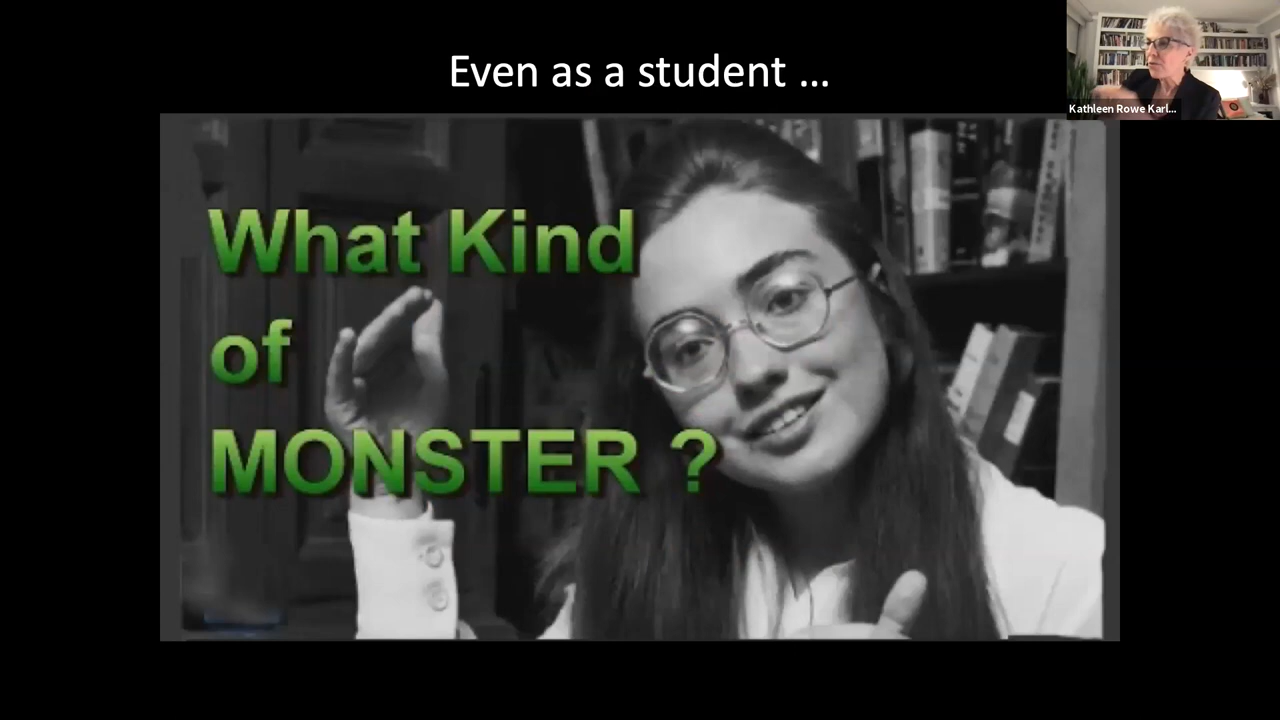 Even as a student ...
Kathleen Rowe Karl...
What Kind
of
MONSTER ?